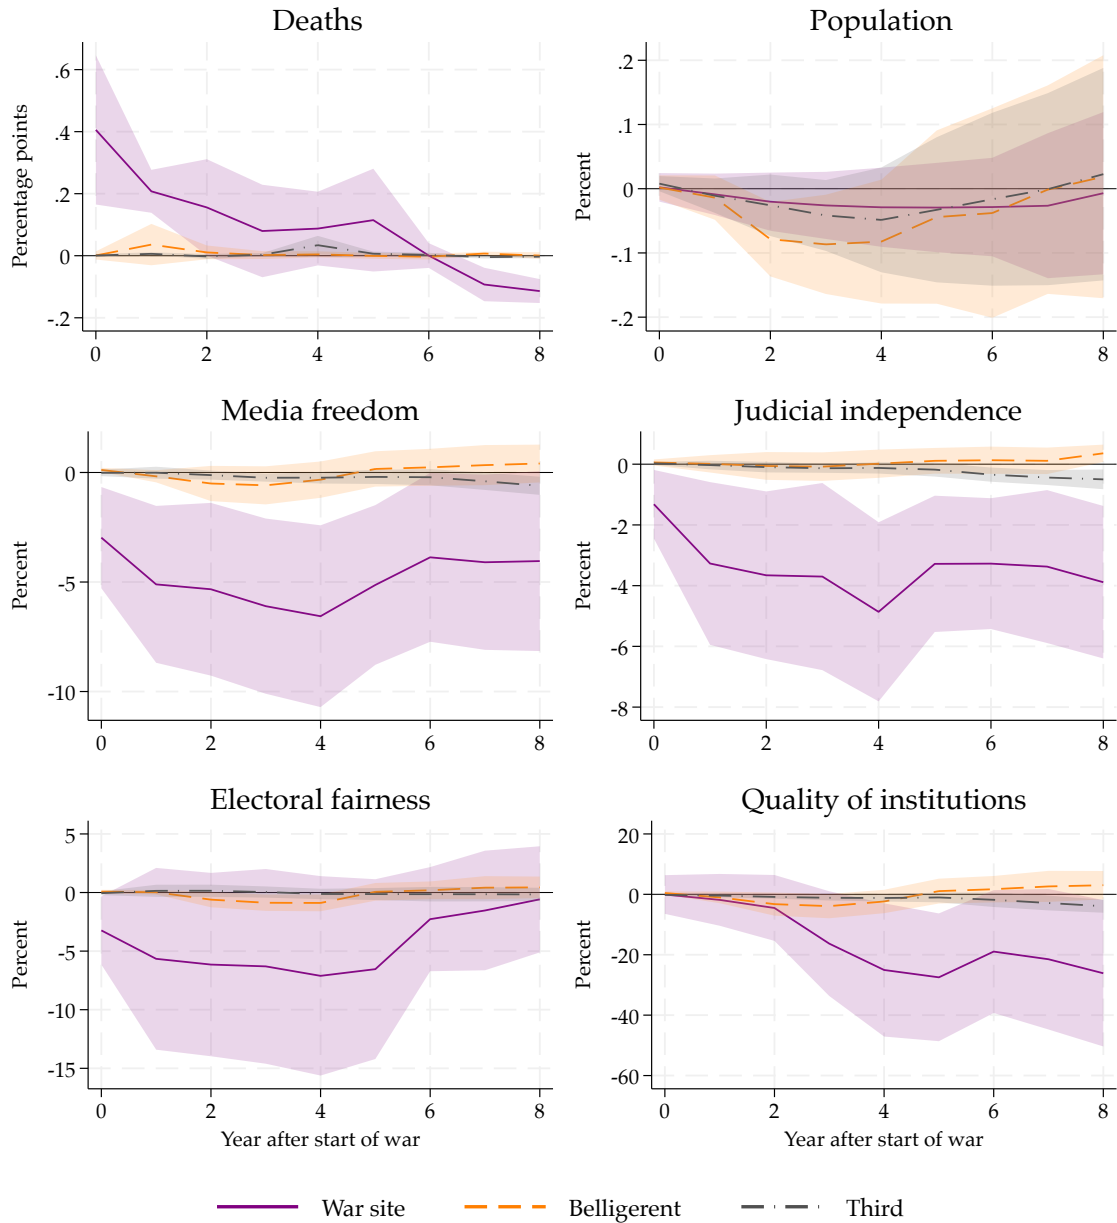 Deaths
Percentage points
.6
.4
.2
0
-.2
0 2 4 6 8
Population
Percent
.2
.1
0
-.1
-.2
0 2 4 6 8
Media freedom
Percent
0
-5
-10
0 2 4 6 8
Judicial independence
Percent
0
-2
-4
-6
-8
0 2 4 6 8
Electoral fairness
Percent
5
0
-5
-10
-15
0 2 4 6 8
Year after start of war
Quality of institutions
Percent
20
0
-20
-40
-60
0 2 4 6 8
Year after start of war
War site Belligerent Third